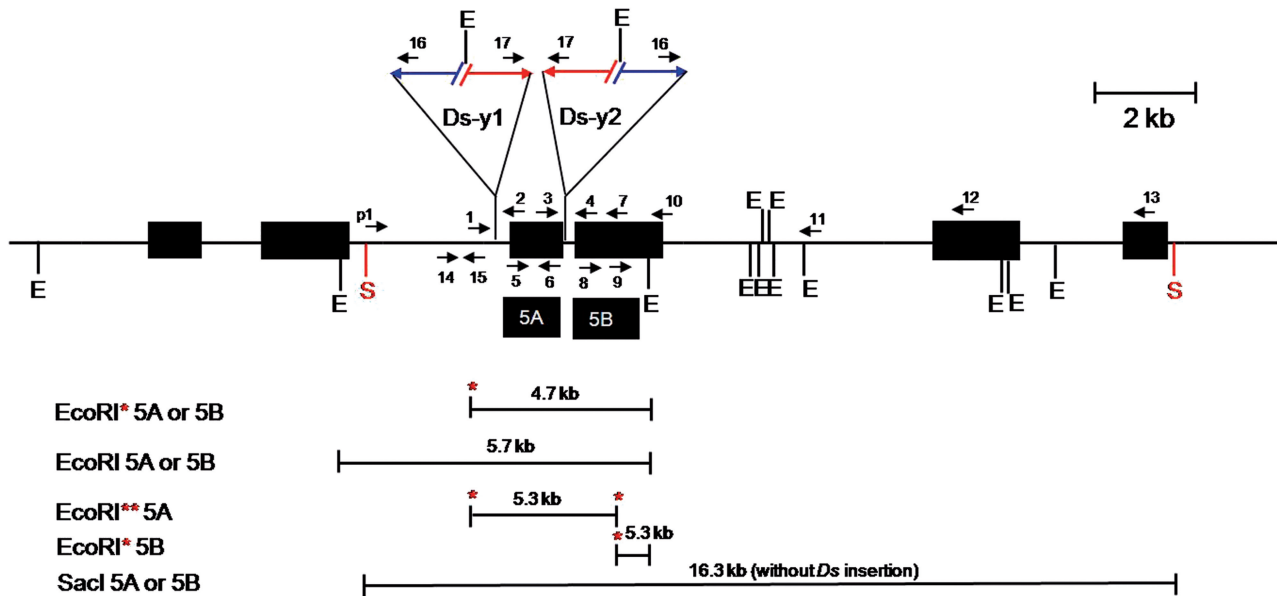 E E
16 17 17 16
Ds-y1 Ds-y2
2 kb
p1 1 2 3 4 7 10 E E 11 12 13
14 15 5 6 8 9
E E S E E E E E E E E S
5A 5B
* 4.7 kb
EcoRI* 5A or 5B
5.7 kb
EcoRI 5A or 5B
* 5.3 kb *
EcoRI** 5A
* 5.3 kb
EcoRI* 5B
16.3 kb (without Ds insertion)
SacI 5A or 5B